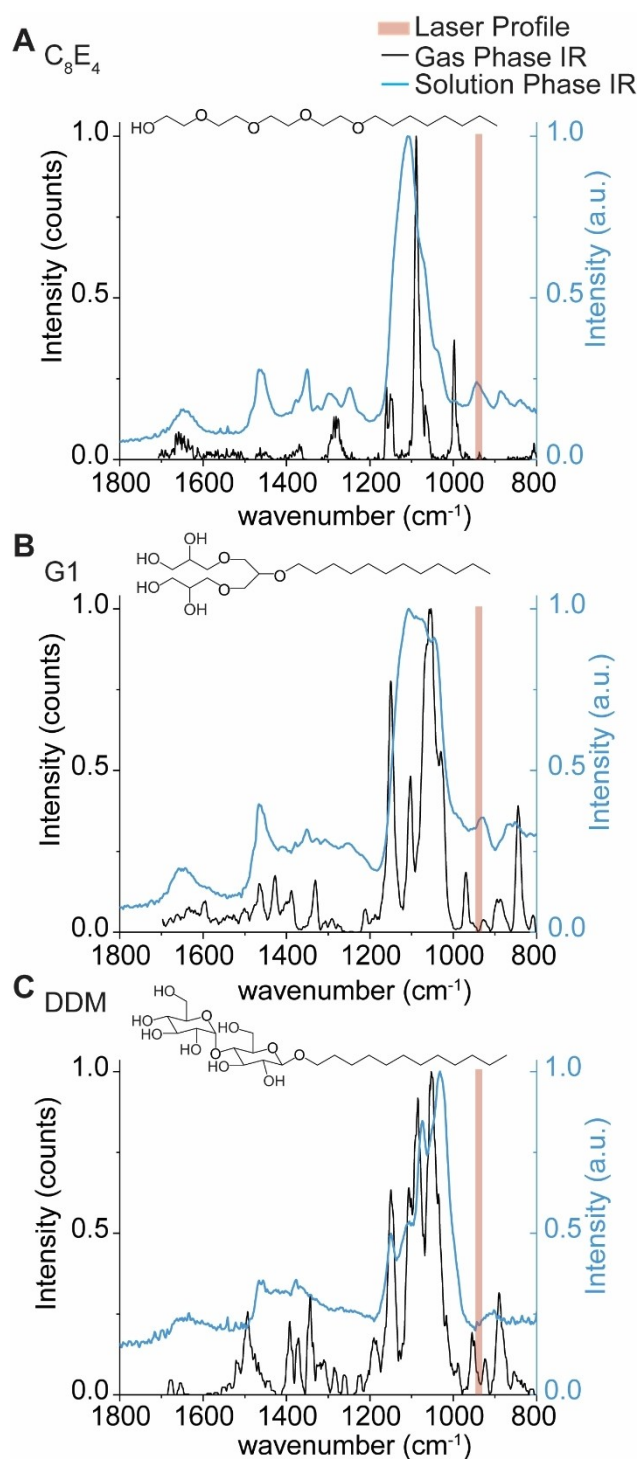 Laser Profile
Gas Phase IR
Solution Phase IR
A C₈E₄
HO O O O O
1.0 1.0
0.5 0.5
0.0 0.0
Intensity (counts)
Intensity (a.u.)
1800 1600 1400 1200 1000 800
wavenumber (cm⁻¹)
B
G1
OH
HO O
O
HO O
OH
1.0 1.0
0.5 0.5
0.0 0.0
Intensity (counts)
Intensity (a.u.)
1800 1600 1400 1200 1000 800
wavenumber (cm⁻¹)
C
DDM
HO
O
HO
HO HO
OH O O O
HO OH
1.0 1.0
0.5 0.5
0.0 0.0
Intensity (counts)
Intensity (a.u.)
1800 1600 1400 1200 1000 800
wavenumber (cm⁻¹)